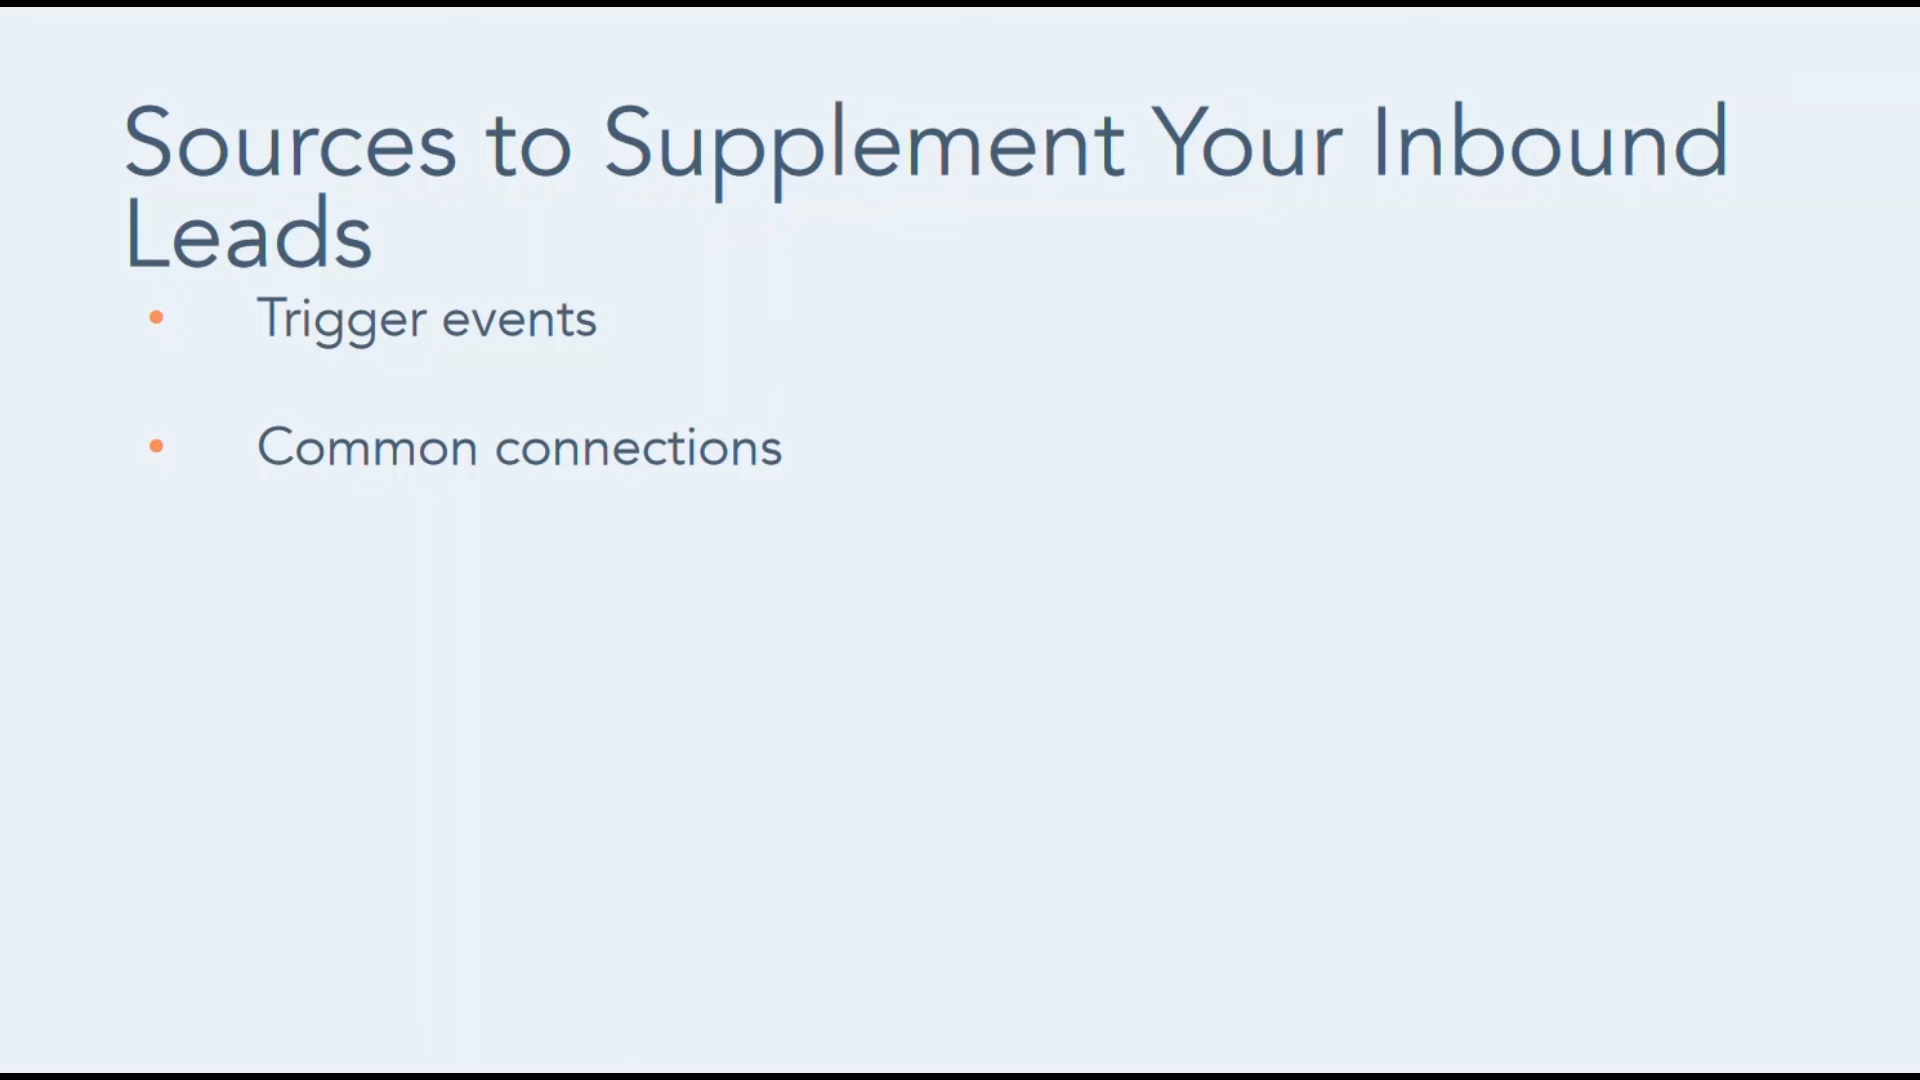 Sources to Supplement Your Inbound
Leads
• Trigger events
• Common connections